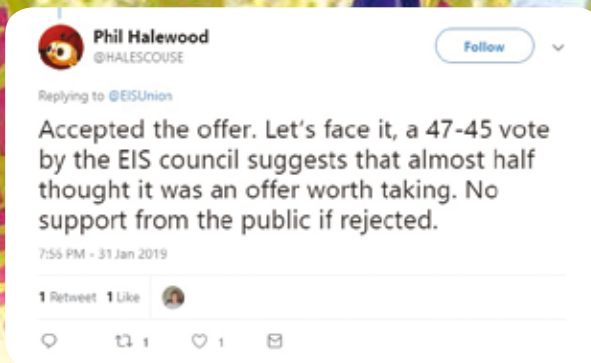 Phil Halewood
@HALESCOUSE
Follow
Replying to @EISUnion
Accepted the offer. Let's face it, a 47-45 vote
by the EIS council suggests that almost half
thought it was an offer worth taking. No
support from the public if rejected.
7:55 PM - 31 Jan 2019
1 Retweet 1 Like
1 1